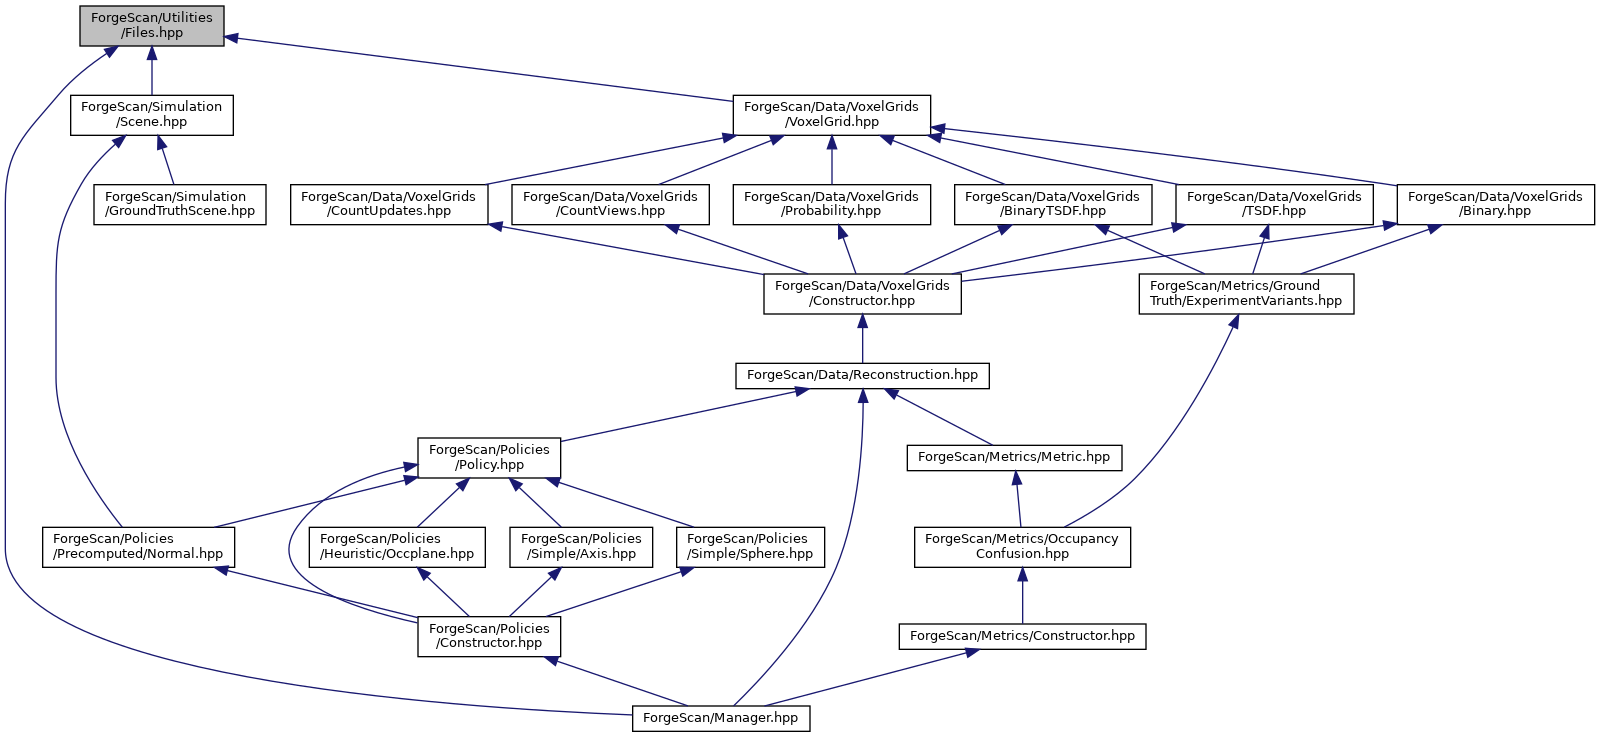 ForgeScan/Utilities
/Files.hpp
ForgeScan/Simulation
/Scene.hpp
ForgeScan/Data/VoxelGrids
/VoxelGrid.hpp
ForgeScan/Simulation
/GroundTruthScene.hpp
ForgeScan/Data/VoxelGrids
/CountUpdates.hpp
ForgeScan/Data/VoxelGrids
/CountViews.hpp
ForgeScan/Data/VoxelGrids
/Probability.hpp
ForgeScan/Data/VoxelGrids
/BinaryTSDF.hpp
ForgeScan/Data/VoxelGrids
/TSDF.hpp
ForgeScan/Data/VoxelGrids
/Binary.hpp
ForgeScan/Data/VoxelGrids
/Constructor.hpp
ForgeScan/Metrics/Ground
Truth/ExperimentVariants.hpp
ForgeScan/Data/Reconstruction.hpp
ForgeScan/Policies
/Policy.hpp
ForgeScan/Metrics/Metric.hpp
ForgeScan/Policies
/Precomputed/Normal.hpp
ForgeScan/Policies
/Heuristic/Occplane.hpp
ForgeScan/Policies
/Simple/Axis.hpp
ForgeScan/Policies
/Simple/Sphere.hpp
ForgeScan/Metrics/Occupancy
Confusion.hpp
ForgeScan/Policies
/Constructor.hpp
ForgeScan/Metrics/Constructor.hpp
ForgeScan/Manager.hpp